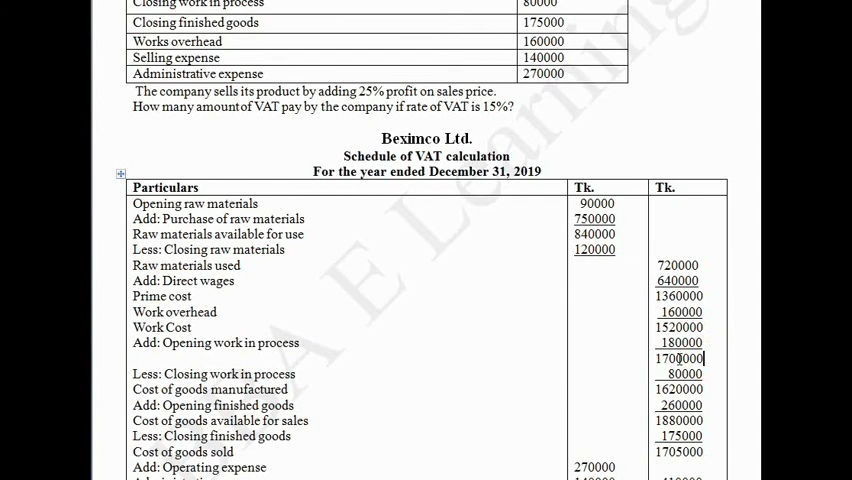 Closing work in process 80000
Closing finished goods 175000
Works overhead 160000
Selling expense 140000
Administrative expense 270000
The company sells its product by adding 25% profit on sales price.
How many amount of VAT pay by the company if rate of VAT is 15%?
Beximco Ltd.
Schedule of VAT calculation
For the year ended December 31, 2019
Particulars Tk. Tk.
Opening raw materials 90000
Add: Purchase of raw materials 750000
Raw materials available for use 840000
Less: Closing raw materials 120000
Raw materials used 720000
Add: Direct wages 640000
Prime cost 1360000
Work overhead 160000
Work Cost 1520000
Add: Opening work in process 180000
1700000
Less: Closing work in process 80000
Cost of goods manufactured 1620000
Add: Opening finished goods 260000
Cost of goods available for sales 1880000
Less: Closing finished goods 175000
Cost of goods sold 1705000
Add: Operating expense 270000
140000 410000
E Learning